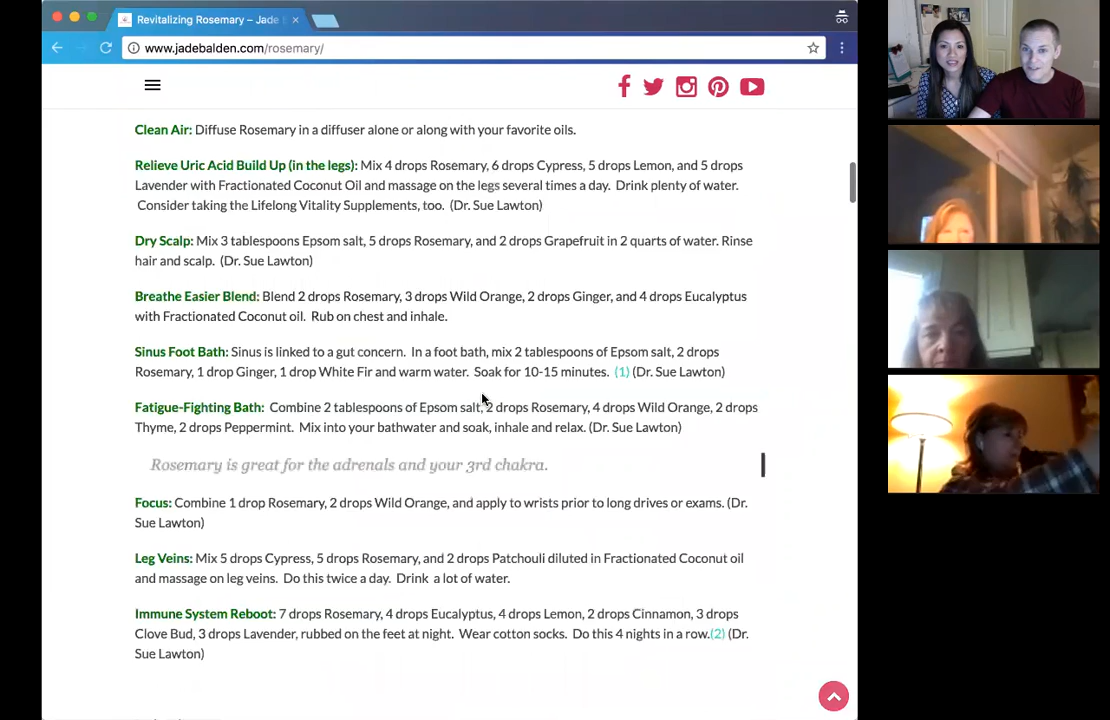 Revitalizing Rosemary – Jade B
www.jadebalden.com/rosemary/
Clean Air: Diffuse Rosemary in a diffuser alone or along with your favorite oils.
Relieve Uric Acid Build Up (in the legs): Mix 4 drops Rosemary, 6 drops Cypress, 5 drops Lemon, and 5 drops
Lavender with Fractionated Coconut Oil and massage on the legs several times a day. Drink plenty of water.
Consider taking the Lifelong Vitality Supplements, too. (Dr. Sue Lawton)
Dry Scalp: Mix 3 tablespoons Epsom salt, 5 drops Rosemary, and 2 drops Grapefruit in 2 quarts of water. Rinse
hair and scalp. (Dr. Sue Lawton)
Breathe Easier Blend: Blend 2 drops Rosemary, 3 drops Wild Orange, 2 drops Ginger, and 4 drops Eucalyptus
with Fractionated Coconut oil. Rub on chest and inhale.
Sinus Foot Bath: Sinus is linked to a gut concern. In a foot bath, mix 2 tablespoons of Epsom salt, 2 drops
Rosemary, 1 drop Ginger, 1 drop White Fir and warm water. Soak for 10-15 minutes. (1) (Dr. Sue Lawton)
Fatigue-Fighting Bath: Combine 2 tablespoons of Epsom salt, 2 drops Rosemary, 4 drops Wild Orange, 2 drops
Thyme, 2 drops Peppermint. Mix into your bathwater and soak, inhale and relax. (Dr. Sue Lawton)
Rosemary is great for the adrenals and your 3rd chakra.
Focus: Combine 1 drop Rosemary, 2 drops Wild Orange, and apply to wrists prior to long drives or exams. (Dr.
Sue Lawton)
Leg Veins: Mix 5 drops Cypress, 5 drops Rosemary, and 2 drops Patchouli diluted in Fractionated Coconut oil
and massage on leg veins. Do this twice a day. Drink a lot of water.
Immune System Reboot: 7 drops Rosemary, 4 drops Eucalyptus, 4 drops Lemon, 2 drops Cinnamon, 3 drops
Clove Bud, 3 drops Lavender, rubbed on the feet at night. Wear cotton socks. Do this 4 nights in a row.(2) (Dr.
Sue Lawton)